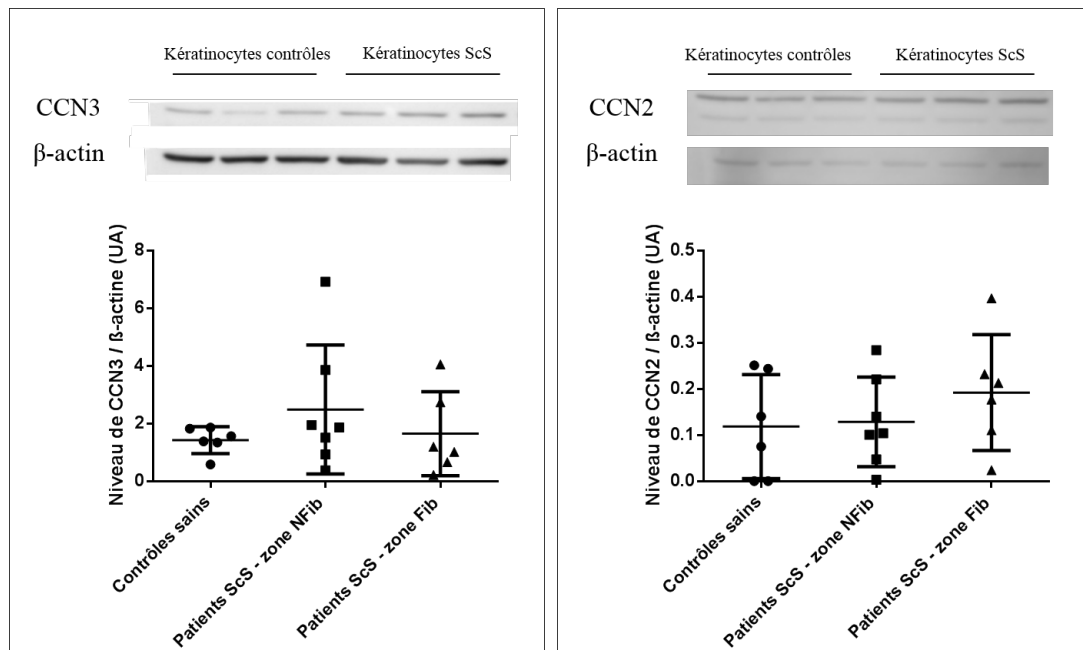 Kératinocytes contrôles Kératinocytes ScS
CCN3
β-actin
Niveau de CCN3 / ß-actine (UA)
8
6
4
2
0
Contrôles sains
Patients ScS - zone NFib
Patients ScS - zone Fib
Kératinocytes contrôles Kératinocytes ScS
CCN2
β-actin
Niveau de CCN2 / ß-actine (UA)
0.5
0.4
0.3
0.2
0.1
0.0
Contrôles sains
Patients ScS - zone NFib
Patients ScS - zone Fib